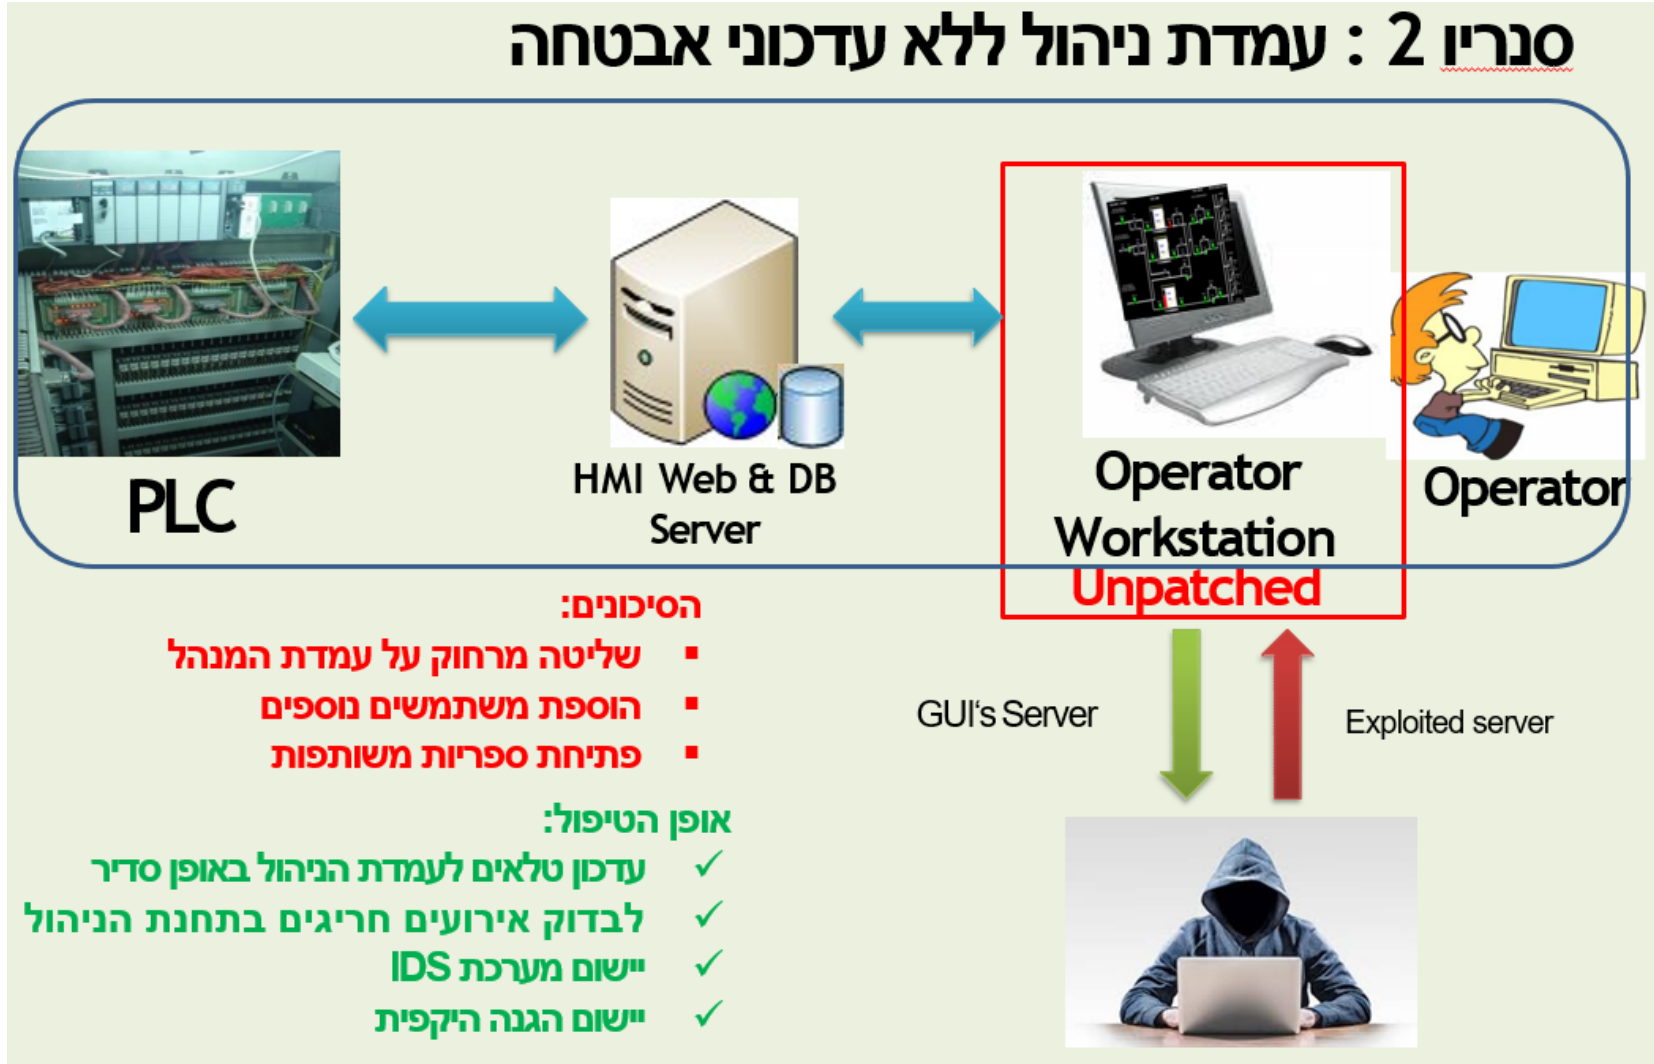 סנריו 2 : עמדת ניהול ללא עדכוני אבטחה
PLC
HMI Web & DB
Server
Operator
Workstation
Unpatched
Operator
GUI's Server
Exploited server
הסיכונים:
▪ שליטה מרחוק על עמדת המנהל
▪ הוספת משתמשים נוספים
▪ פתיחת ספריות משותפות
אופן הטיפול:
✓ עדכון טלאים לעמדת הניהול באופן סדיר
✓ לבדוק אירועים חריגים בתחנת הניהול
✓ יישום מערכת IDS
✓ יישום הגנה היקפית